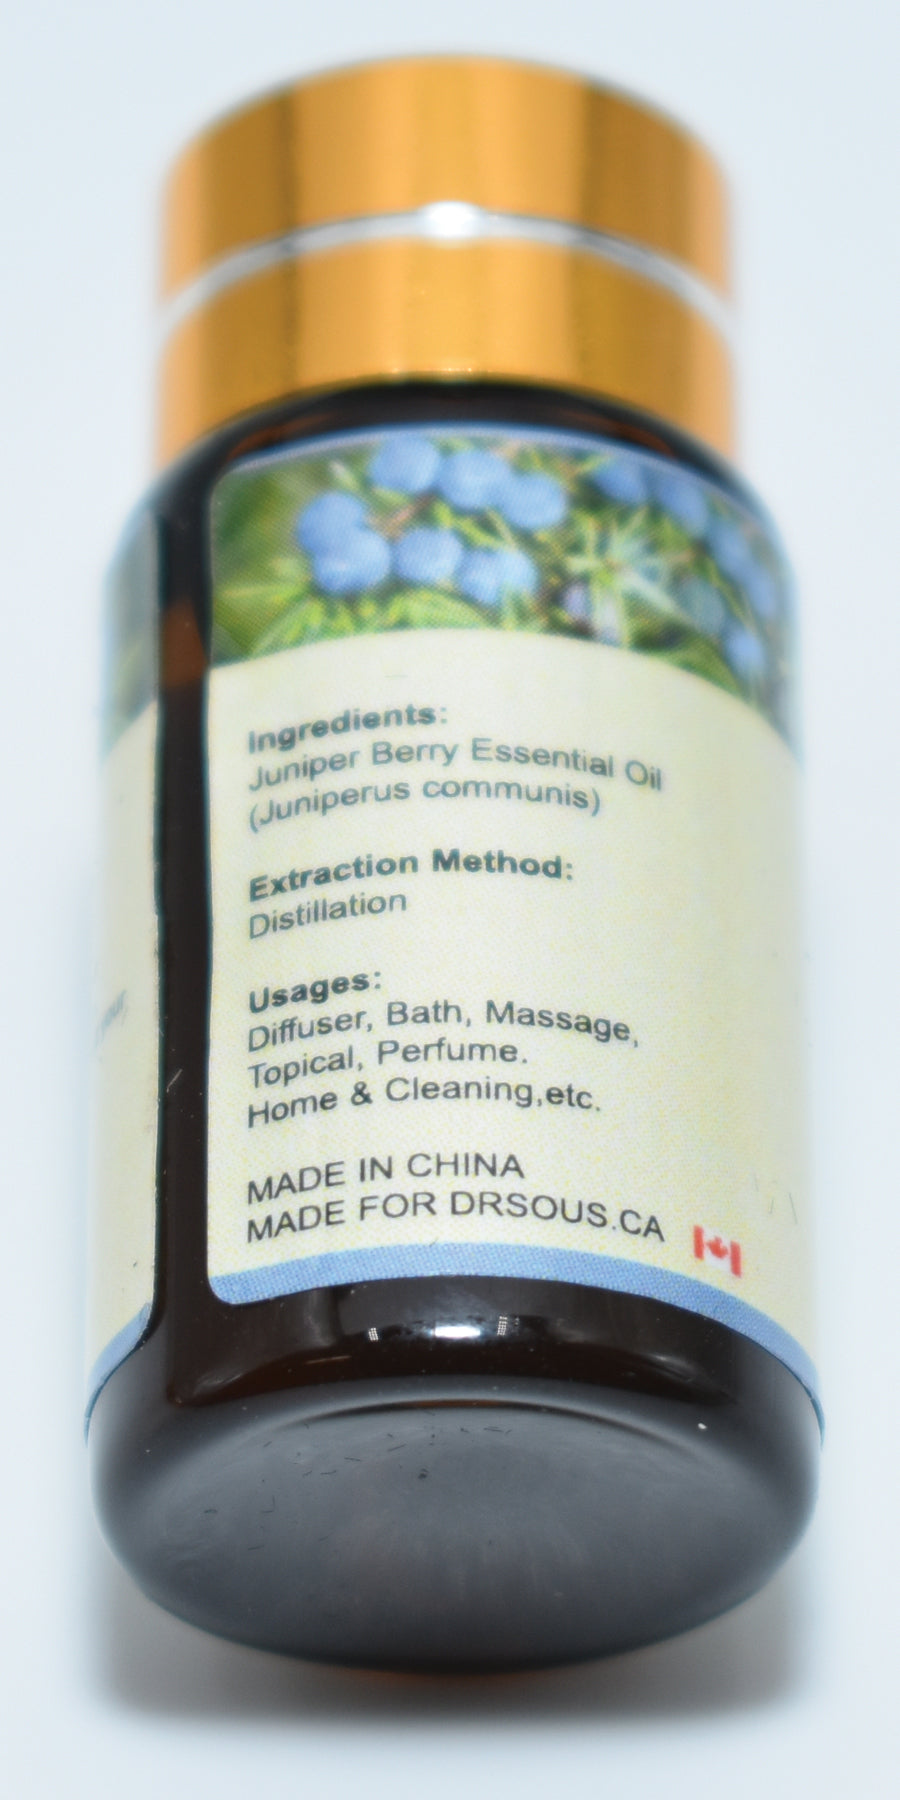 Ingredients:
Juniper Berry Essential Oil
(Juniperus communis)
Extraction Method:
Distillation
Usages:
Diffuser, Bath, Massage,
Topical, Perfume.
Home & Cleaning,etc.
MADE IN CHINA
MADE FOR DRSOUS.CA